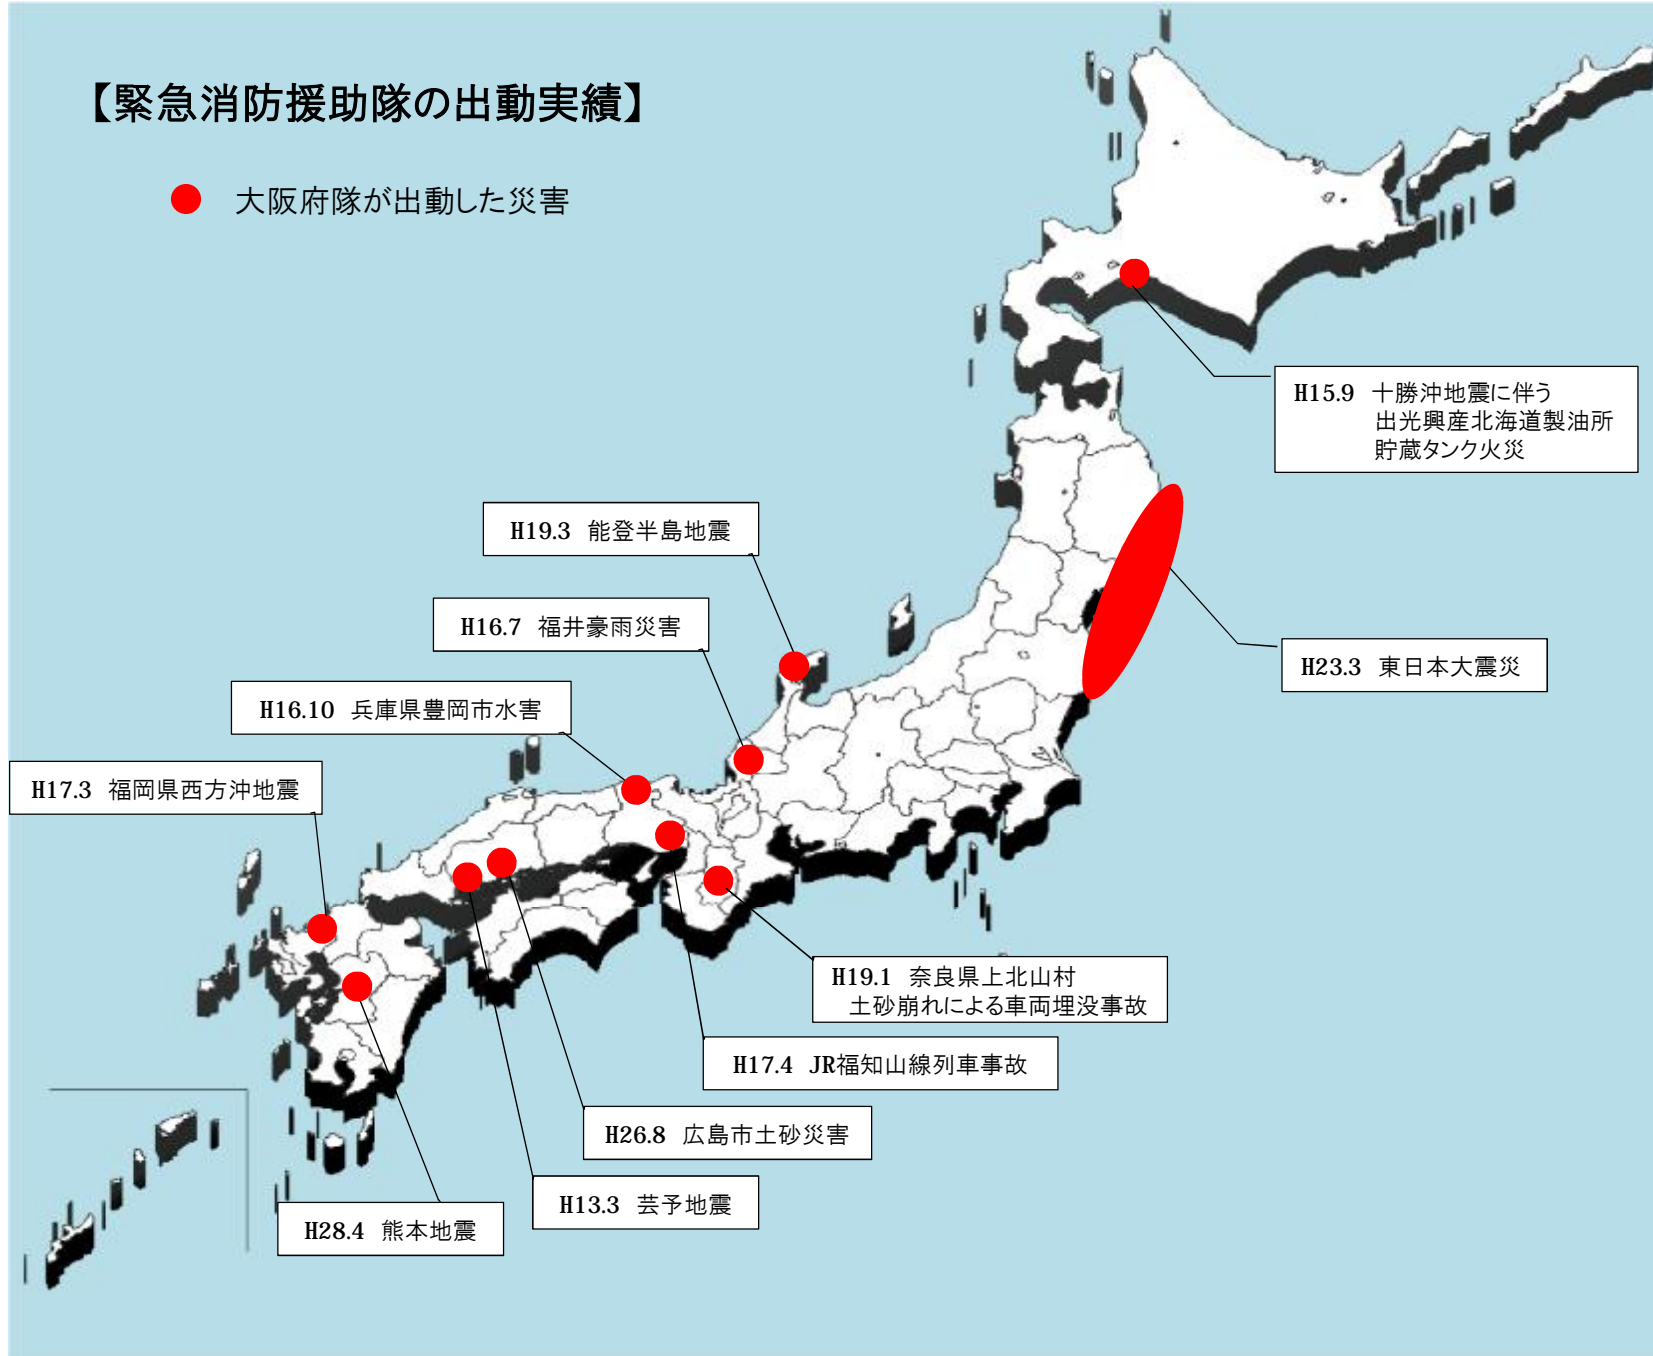 【緊急消防援助隊の出動実績】
大阪府隊が出動した災害
H15.9 十勝沖地震に伴う
出光興産北海道製油所
貯蔵タンク火災
H19.3 能登半島地震
H16.7 福井豪雨災害
H23.3 東日本大震災
H16.10 兵庫県豊岡市水害
H17.3 福岡県西方沖地震
H19.1 奈良県上北山村
土砂崩れによる車両埋没事故
H17.4 JR福知山線列車事故
H26.8 広島市土砂災害
H13.3 芸予地震
H28.4 熊本地震